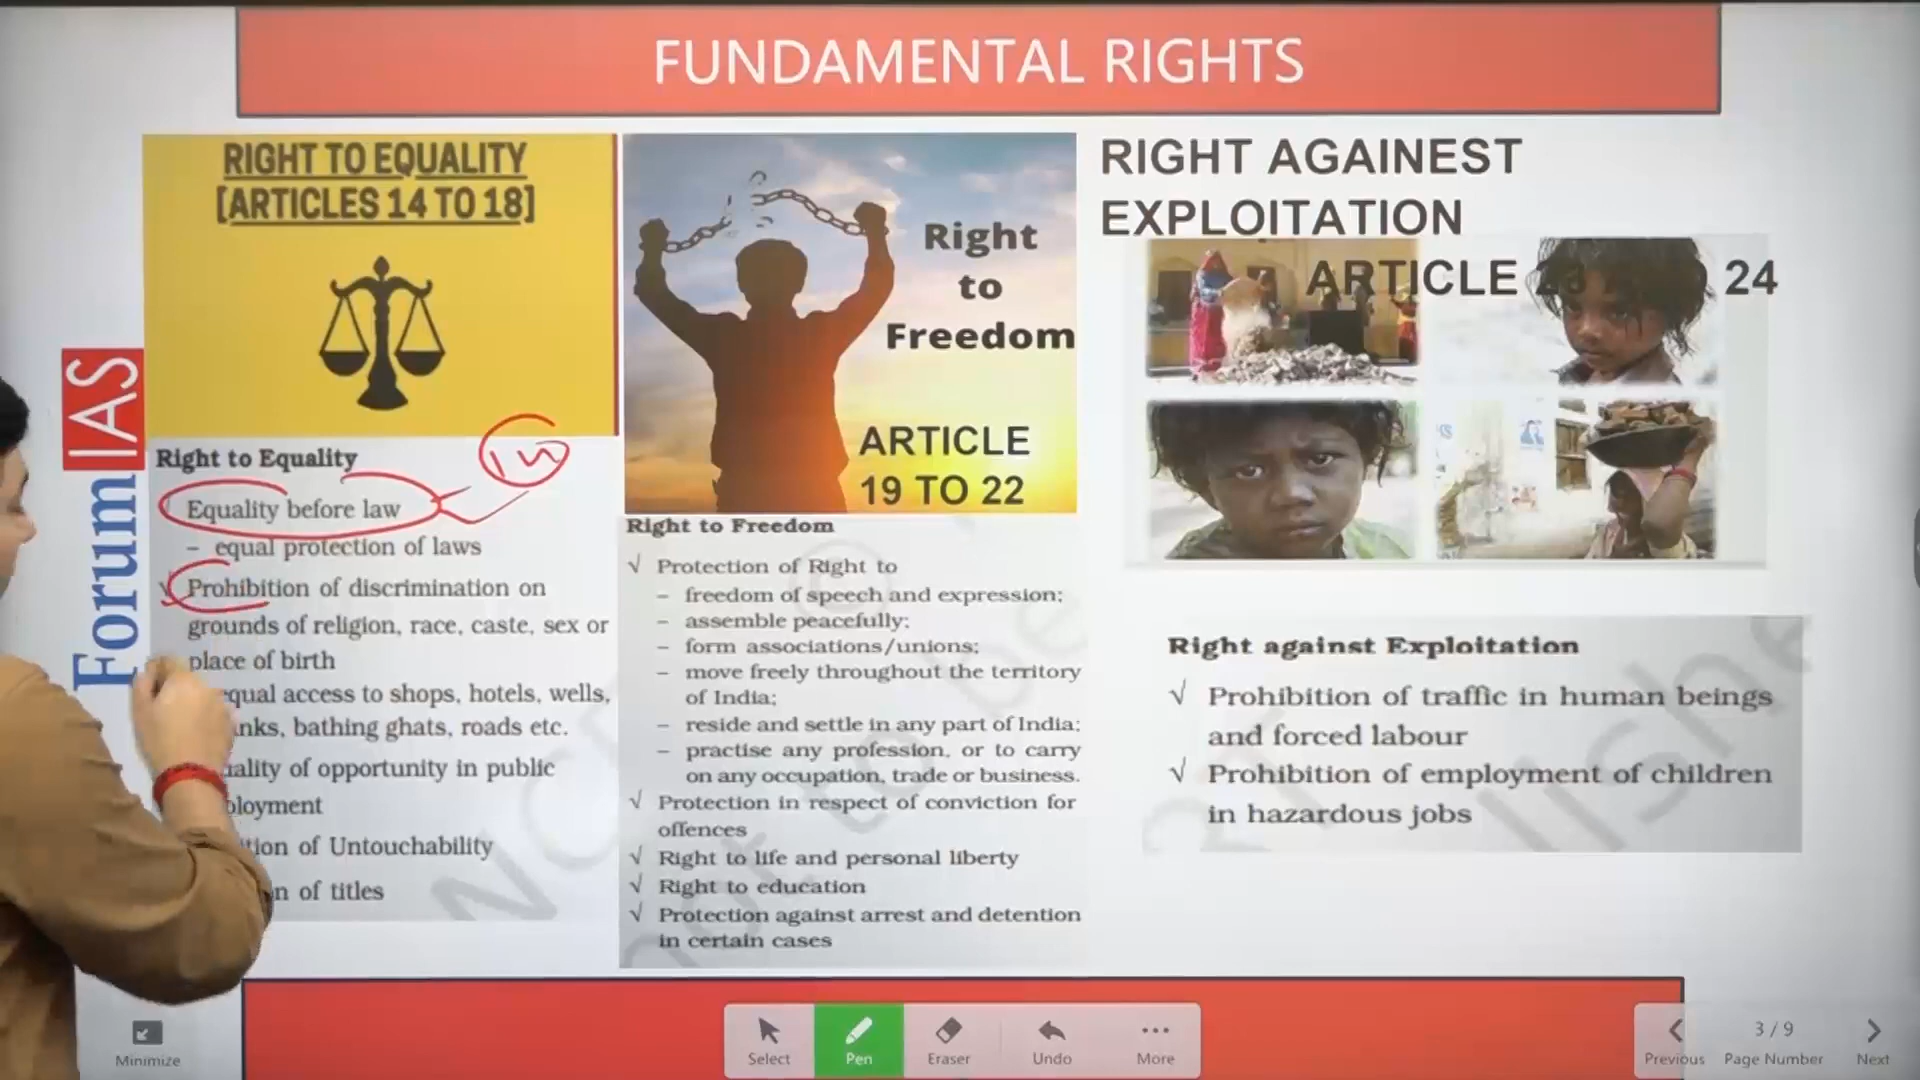 FUNDAMENTAL RIGHTS
RIGHT TO EQUALITY
[ARTICLES 14 TO 18]
Right to Equality
Equality before law
– equal protection of laws
√ Prohibition of discrimination on
grounds of religion, race, caste, sex or
place of birth
equal access to shops, hotels, wells,
bathing ghats, roads etc.
of opportunity in public
of Untouchability
of titles
Right
to
Freedom
ARTICLE
19 TO 22
Right to Freedom
√ Protection of Right to
– freedom of speech and expression;
– assemble peacefully;
– form associations/unions;
– move freely throughout the territory
of India;
– reside and settle in any part of India;
– practise any profession, or to carry
on any occupation, trade or business.
√ Protection in respect of conviction for
offences
√ Right to life and personal liberty
√ Right to education
√ Protection against arrest and detention
in certain cases
RIGHT AGAINEST
EXPLOITATION
ARTICLE 24
Right against Exploitation
√ Prohibition of traffic in human beings
and forced labour
√ Prohibition of employment of children
in hazardous jobs
Forum IAS
Minimize
Select
Pen
Eraser
Undo
More
Previous
3 / 9
Page Number
Next